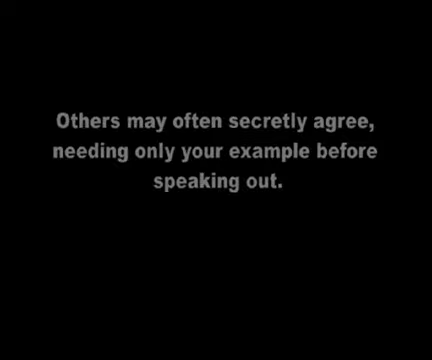 Others may often secretly agree,
needing only your example before
speaking out.